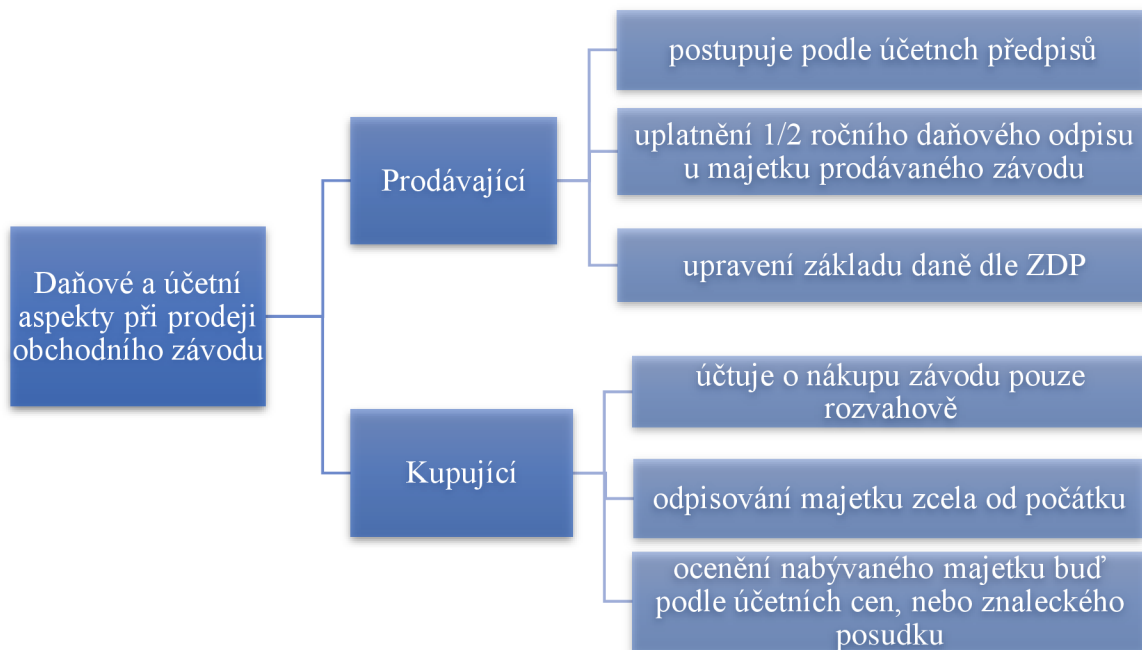 Daňové a účetní
aspekty při prodeji
obchodního závodu
Prodávající
postupuje podle účetnch předpisů
uplatnění 1/2 ročního daňového odpisu
u majetku prodávaného závodu
upravení základu daně dle ZDP
Kupující
účtuje o nákupu závodu pouze
rozvahově
odpisování majetku zcela od počátku
ocenění nabývaného majetku buď
podle účetních cen, nebo znaleckého
posudku